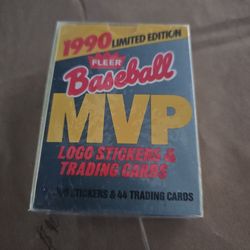 1990 LIMITED EDITION
FLEER
Baseball
MVP
LOGO STICKERS &
TRADING CARDS
STICKERS & 44 TRADING CARDS